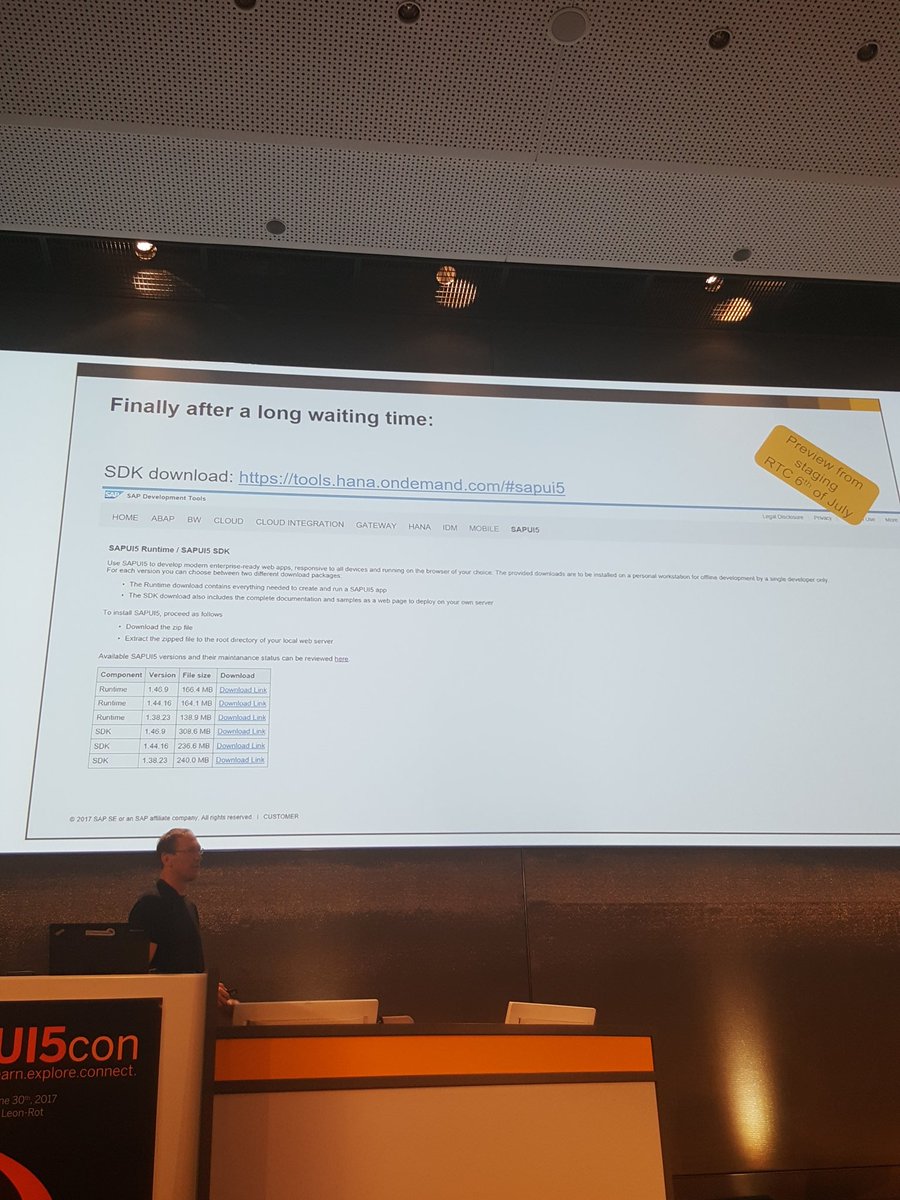 Finally after a long waiting time:
Preview from
staging
RTC 6th of July
SDK download: https://tools.hana.ondemand.com/#sapui5
SAP SAP Development Tools
Legal Disclosure Privacy Use More
HOME ABAP BW CLOUD CLOUD INTEGRATION GATEWAY HANA IDM MOBILE SAPUI5
SAPUI5 Runtime / SAPUI5 SDK
Use SAPUI5 to develop modern enterprise-ready web apps, responsive to all devices and running on the browser of your choice. The provided downloads are to be installed on a personal workstation for offline development by a single developer only.
For each version you can choose between two different download packages:
• The Runtime download contains everything needed to create and run a SAPUI5 app
• The SDK download also includes the complete documentation and samples as a web page to deploy on your own server
To install SAPUI5, proceed as follows
• Download the zip file
• Extract the zipped file to the root directory of your local web server
Available SAPUI5 versions and their maintanance status can be reviewed here.
Component Version File size Download
Runtime 1.46.9 166.4 MB Download Link
Runtime 1.44.16 164.1 MB Download Link
Runtime 1.38.23 138.9 MB Download Link
SDK 1.46.9 308.6 MB Download Link
SDK 1.44.16 236.6 MB Download Link
SDK 1.38.23 240.0 MB Download Link
© 2017 SAP SE or an SAP affiliate company. All rights reserved. | CUSTOMER
UI5con
arn.explore.connect.
ne 30th, 2017
Leon-Rot